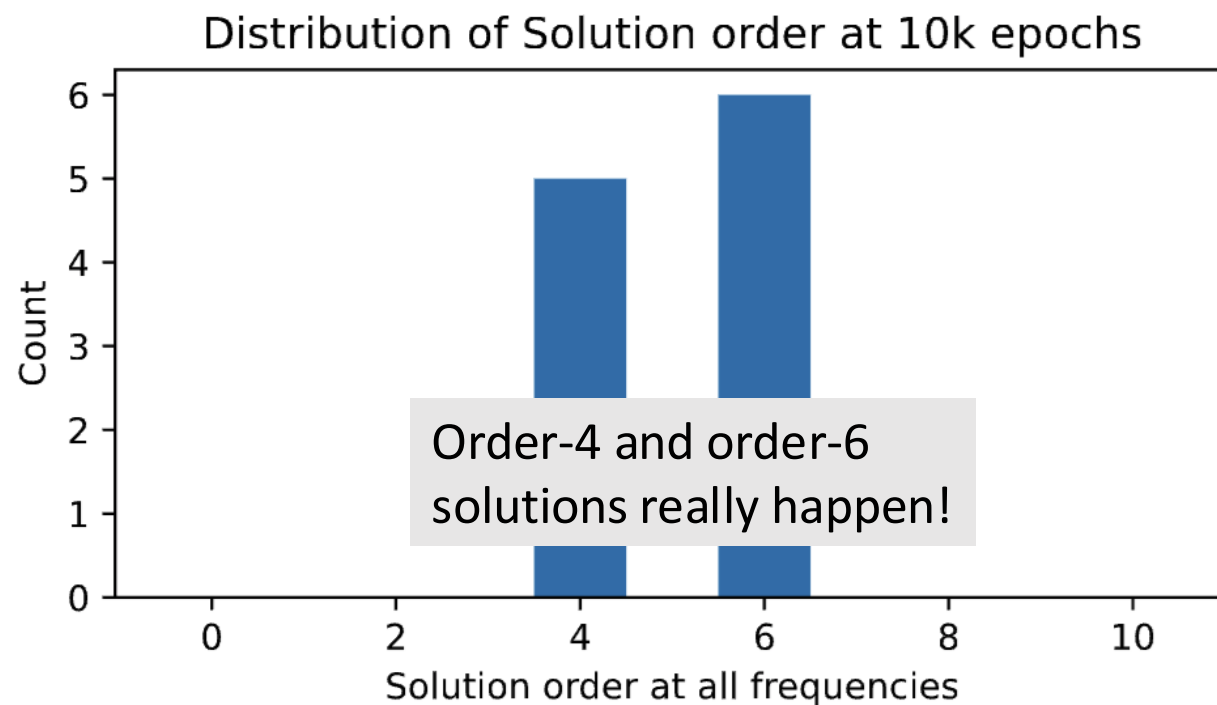 Distribution of Solution order at 10k epochs
6
5
4
3
2
1
0
Count
Order-4 and order-6
solutions really happen!
0 2 4 6 8 10
Solution order at all frequencies